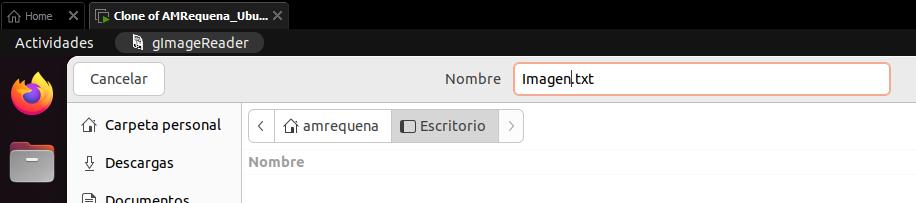 Home
Clone of AMRequena_Ubu...
Actividades
gImageReader
Cancelar
Nombre
Imagen.txt
Carpeta personal
amrequena
Escritorio
Descargas
Nombre
Documentos